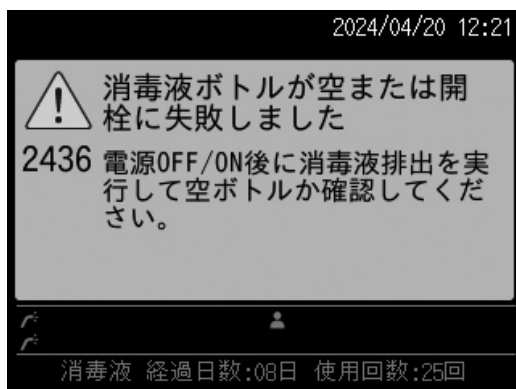 2024/04/20 12:21
消毒液ボトルが空または開
栓に失敗しました
2436 電源OFF/ON後に消毒液排出を実
行して空ボトルか確認してくだ
さい。
消毒液 経過日数:08日 使用回数:25回